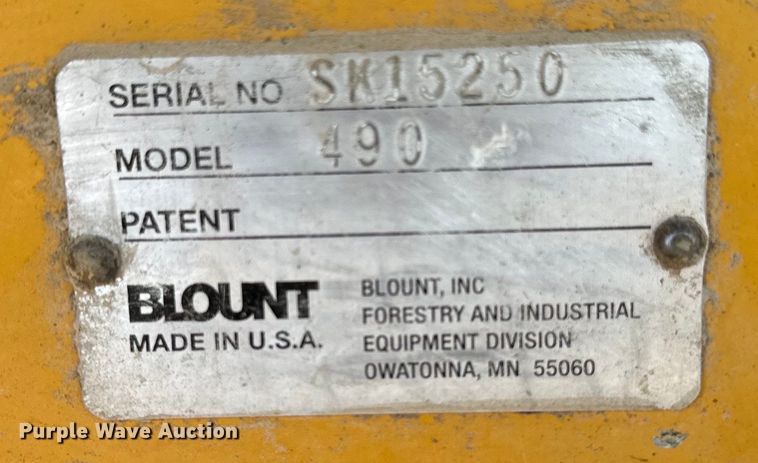 SERIAL NO SK15250
MODEL 490
PATENT
BLOUNT
MADE IN U.S.A.
BLOUNT, INC
FORESTRY AND INDUSTRIAL
EQUIPMENT DIVISION
OWATONNA, MN 55060
Purple Wave Auction